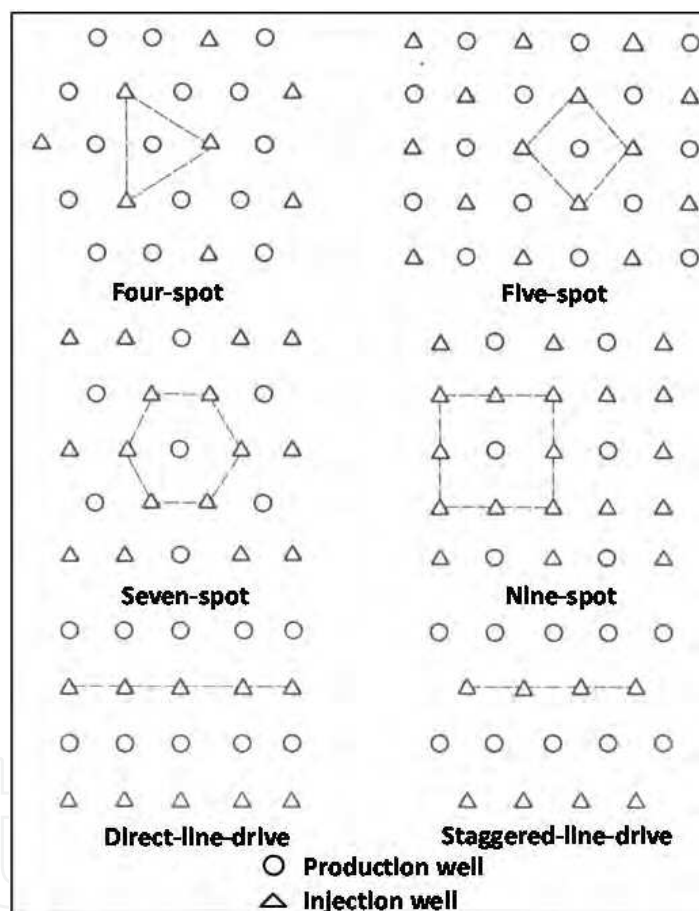 Four-spot
Five-spot
Seven-spot
Nine-spot
Direct-line-drive
Staggered-line-drive
Production well
Injection well